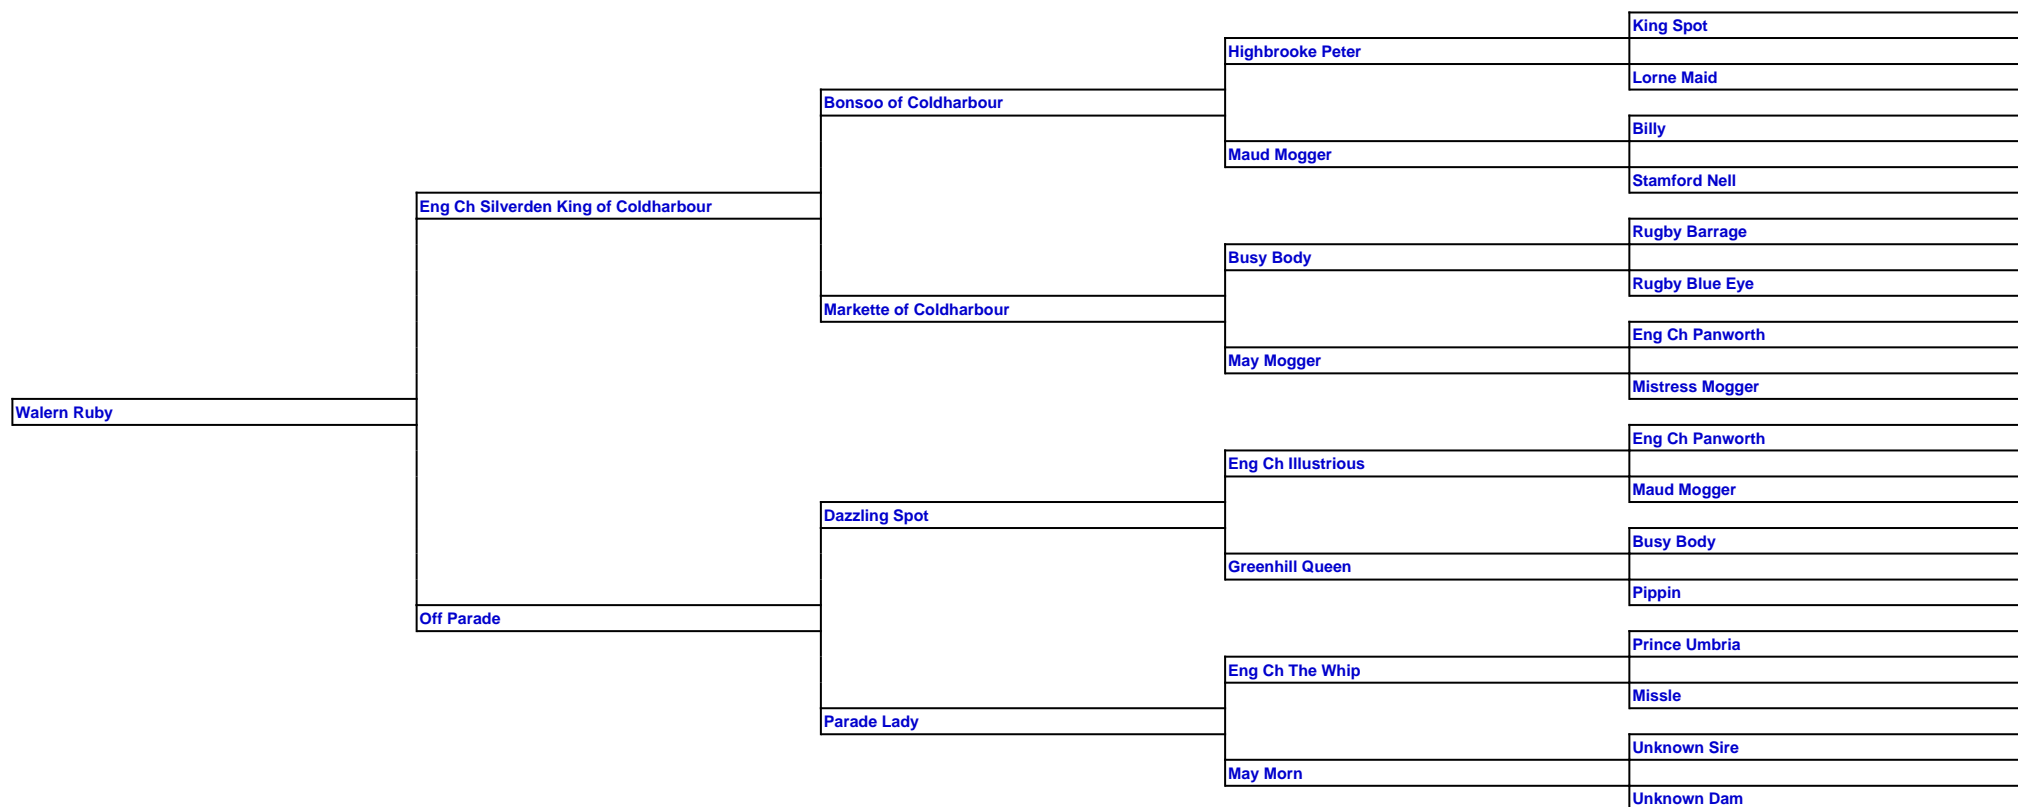 King Spot
Highbrooke Peter
Lorne Maid
Bonsoo of Coldharbour
Billy
Maud Mogger
Stamford Nell
Eng Ch Silverden King of Coldharbour
Rugby Barrage
Busy Body
Rugby Blue Eye
Markette of Coldharbour
Eng Ch Panworth
May Mogger
Mistress Mogger
Walern Ruby
Eng Ch Panworth
Eng Ch Illustrious
Maud Mogger
Dazzling Spot
Busy Body
Greenhill Queen
Pippin
Off Parade
Prince Umbria
Eng Ch The Whip
Missle
Parade Lady
Unknown Sire
May Morn
Unknown Dam